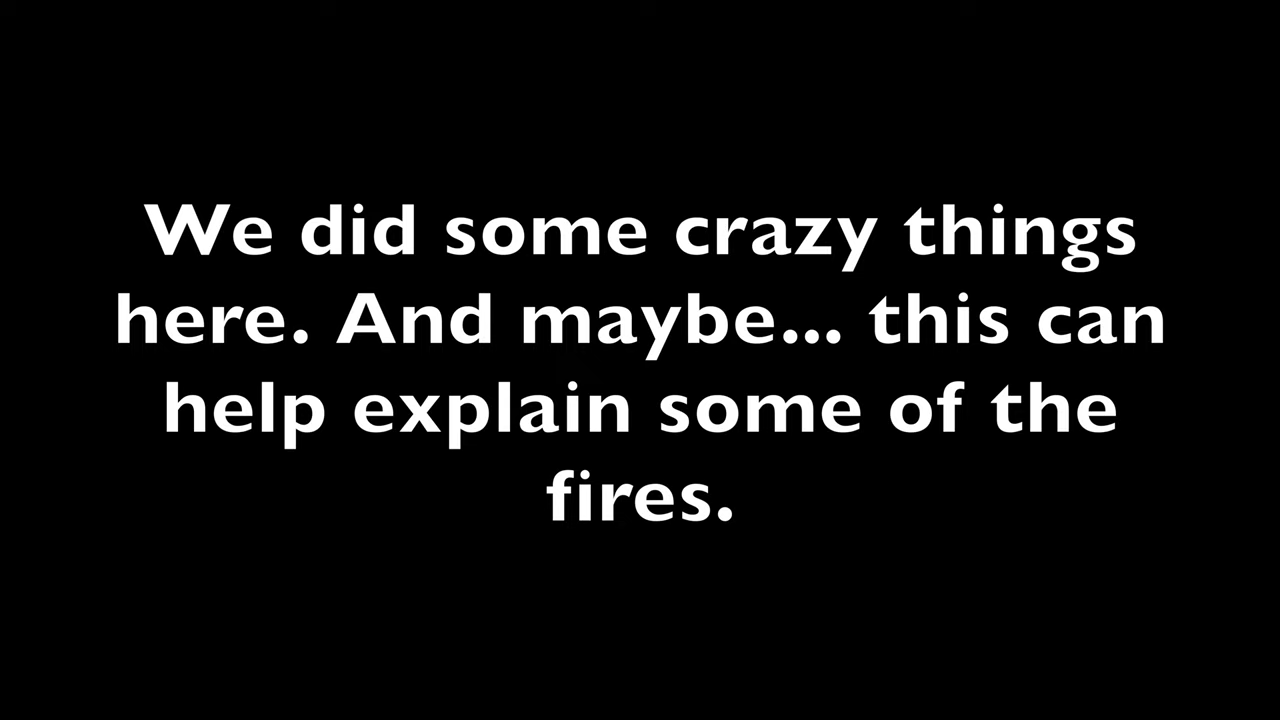 We did some crazy things
here. And maybe... this can
help explain some of the
fires.